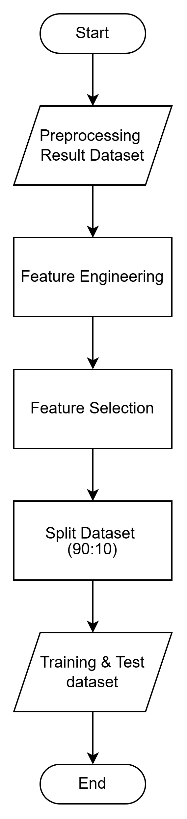 Start
Preprocessing
Result Dataset
Feature Engineering
Feature Selection
Split Dataset
(90:10)
Training & Test
dataset
End